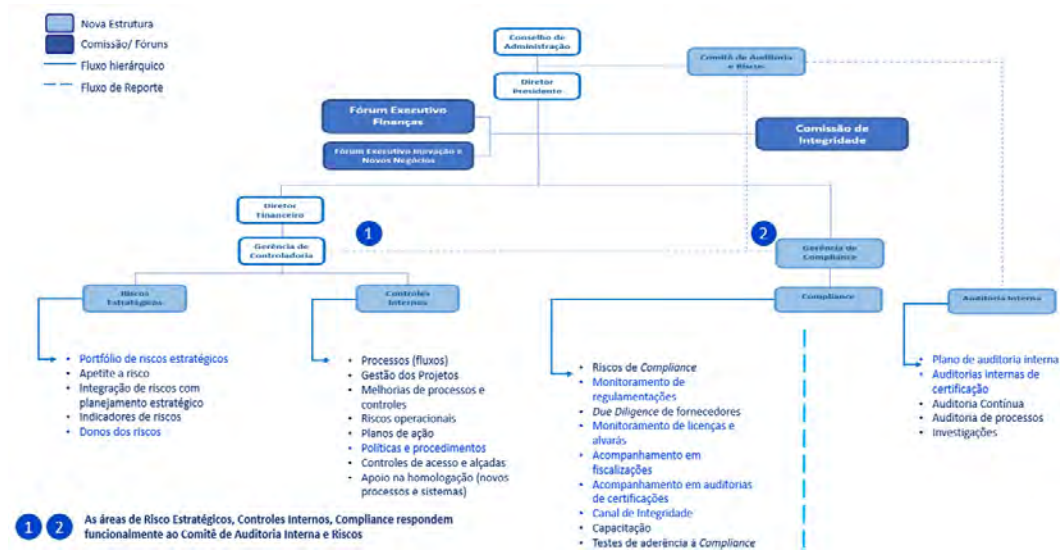 Nova Estrutura
Comissão/ Fóruns
Fluxo hierárquico
Fluxo de Reporte
Conselho de
Administração
Comitê de Auditoria
e Riscos
Diretor
Presidente
Fórum Executivo
Finanças
Fórum Executivo Inovação e
Novos Negócios
Comissão de
Integridade
Diretor
Financeiro
1
2
Gerência de
Controladoria
Gerência de
Compliance
Riscos
Estratégicos
Controles
Internos
Compliance
Auditoria Interna
• Portfólio de riscos estratégicos
• Apetite a risco
• Integração de riscos com
planejamento estratégico
• Indicadores de riscos
• Donos dos riscos
• Processos (fluxos)
• Gestão dos Projetos
• Melhorias de processos e
controles
• Riscos operacionais
• Planos de ação
• Políticas e procedimentos
• Controles de acesso e alçadas
• Apoio na homologação (novos
processos e sistemas)
• Riscos de Compliance
• Monitoramento de
regulamentações
• Due Diligence de fornecedores
• Monitoramento de licenças e
alvarás
• Acompanhamento em
fiscalizações
• Acompanhamento em auditorias
de certificações
• Canal de Integridade
• Capacitação
• Testes de aderência à Compliance
• Plano de auditoria interna
• Auditorias internas de
certificação
• Auditoria Contínua
• Auditoria de processos
• Investigações
1 2 As áreas de Risco Estratégicos, Controles Internos, Compliance respondem
funcionalmente ao Comitê de Auditoria Interna e Riscos